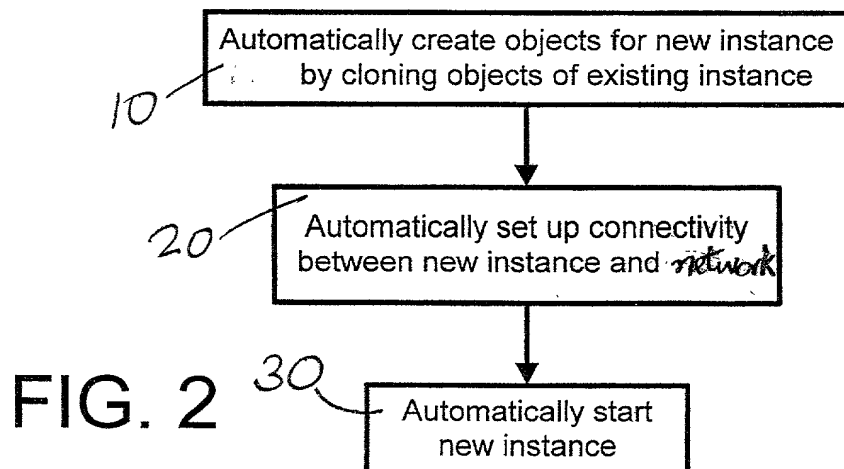 Automatically create objects for new instance
by cloning objects of existing instance
10
Automatically set up connectivity
between new instance and network
20
FIG. 2
30
Automatically start
new instance